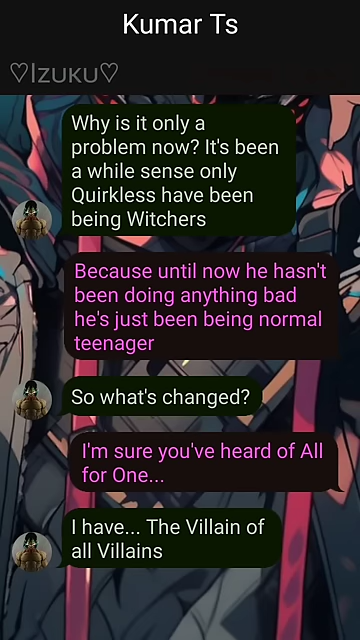 Kumar Ts
♡Izuku♡
Why is it only a
problem now? It's been
a while sense only
Quirkless have been
being Witchers
Because until now he hasn't
been doing anything bad
he's just been being normal
teenager
So what's changed?
I'm sure you've heard of All
for One...
I have... The Villain of
all Villains